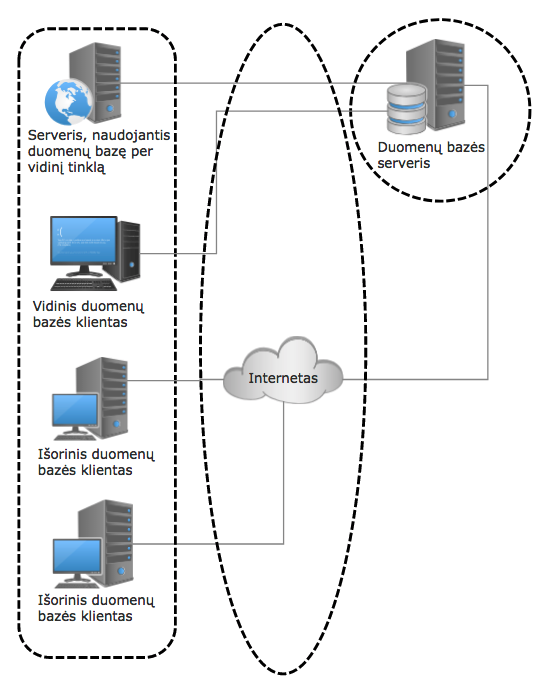 Serveris, naudojantis
duomenų bazę per
vidinį tinklą
Duomenų bazės
serveris
Vidinis duomenų
bazės klientas
Internetas
Išorinis duomenų
bazės klientas
Išorinis duomenų
bazės klientas